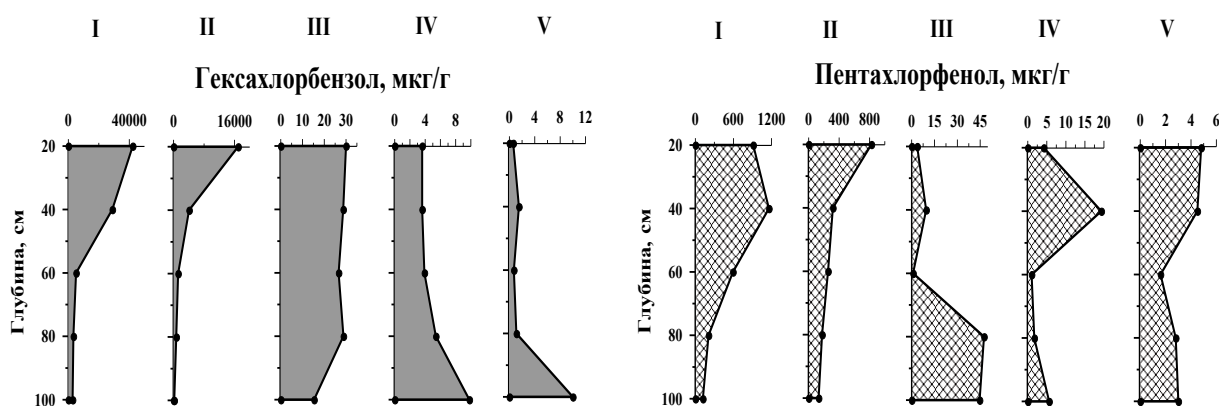 I II III IV V I II III IV V
Гексахлорбензол, мкг/г Пентахлорфенол, мкг/г
0 40000 0 16000 0 10 20 30 0 4 8 10 0 4 8 12 0 600 1200 0 400 800 0 15 30 45 0 5 10 15 20 0 2 4 6
20 20
40 40
60 60
80 80
100 100
Глубина, см Глубина, см